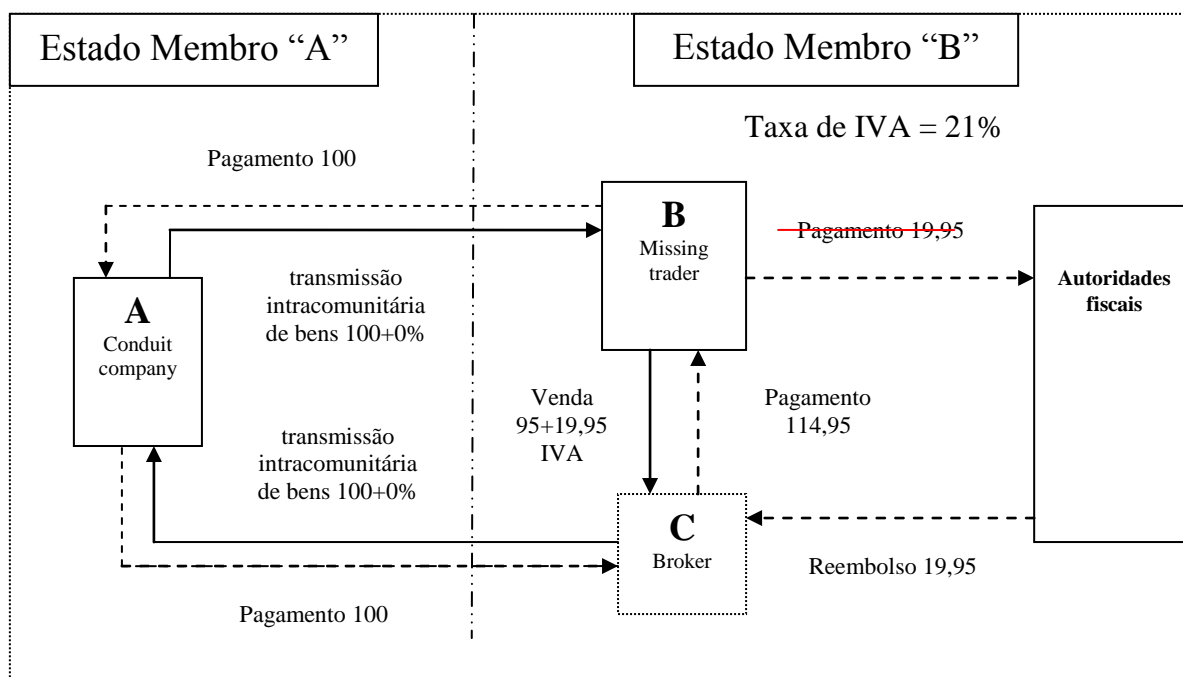 Estado Membro “A”
Estado Membro “B”
Taxa de IVA = 21%
Pagamento 100
B
Missing
trader
Pagamento 19,95
Autoridades
fiscais
transmissão
intracomunitária
de bens 100+0%
A
Conduit
company
Venda
95+19,95
IVA
Pagamento
114,95
transmissão
intracomunitária
de bens 100+0%
C
Broker
Reembolso 19,95
Pagamento 100